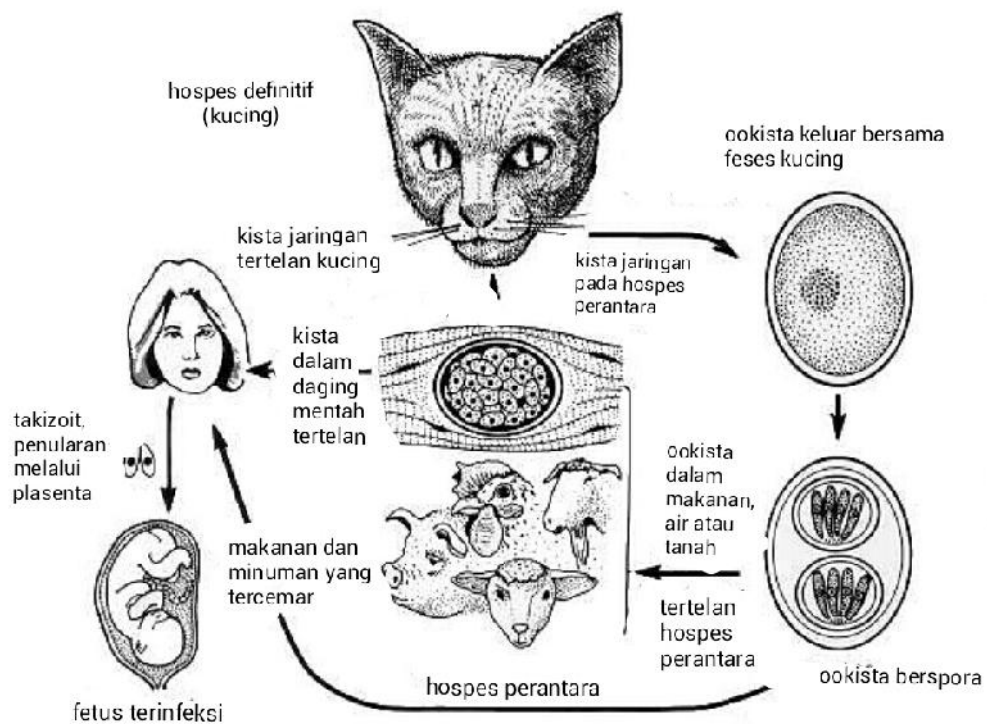 hospes definitif
(kucing)
ookista keluar bersama
feses kucing
kista jaringan
tertelan kucing
kista jaringan
pada hospes
perantara
kista
dalam
daging
mentah
tertelan
takizoit,
penularan
melalui
plasenta
ookista
dalam
makanan,
air atau
tanah
makanan dan
minuman yang
tercemar
tertelan
hospes
perantara
hospes perantara
ookista berspora
fetus terinfeksi